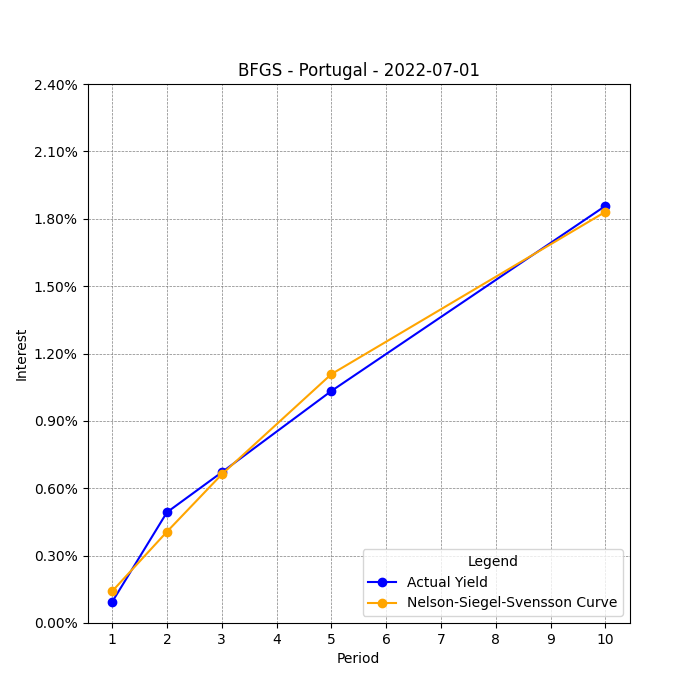 BFGS - Portugal - 2022-07-01
2.40%
2.10%
1.80%
1.50%
1.20%
0.90%
0.60%
0.30%
0.00%
Interest
1 2 3 4 5 6 7 8 9 10
Period
Legend
Actual Yield
Nelson-Siegel-Svensson Curve